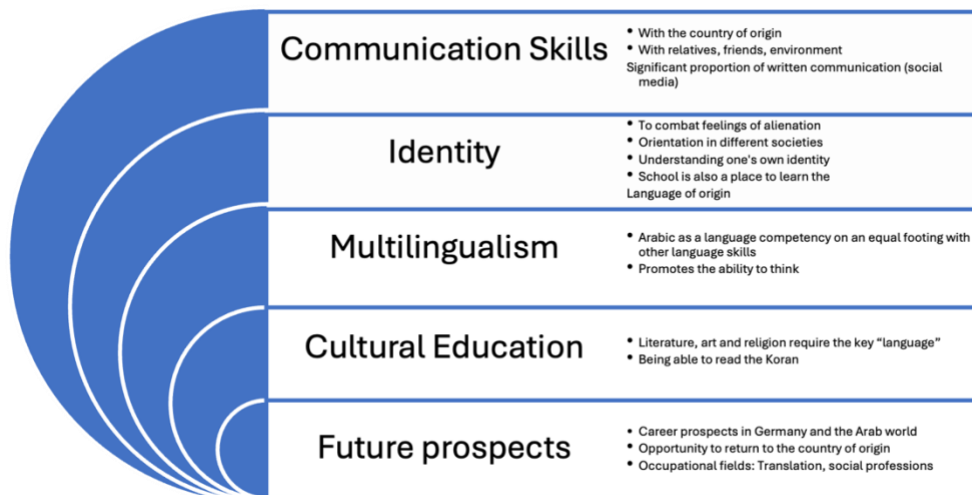 Communication Skills
• With the country of origin
• With relatives, friends, environment
Significant proportion of written communication (social
media)
Identity
• To combat feelings of alienation
• Orientation in different societies
• Understanding one's own identity
• School is also a place to learn the
Language of origin
Multilingualism
• Arabic as a language competency on an equal footing with
other language skills
• Promotes the ability to think
Cultural Education
• Literature, art and religion require the key “language”
• Being able to read the Koran
Future prospects
• Career prospects in Germany and the Arab world
• Opportunity to return to the country of origin
• Occupational fields: Translation, social professions